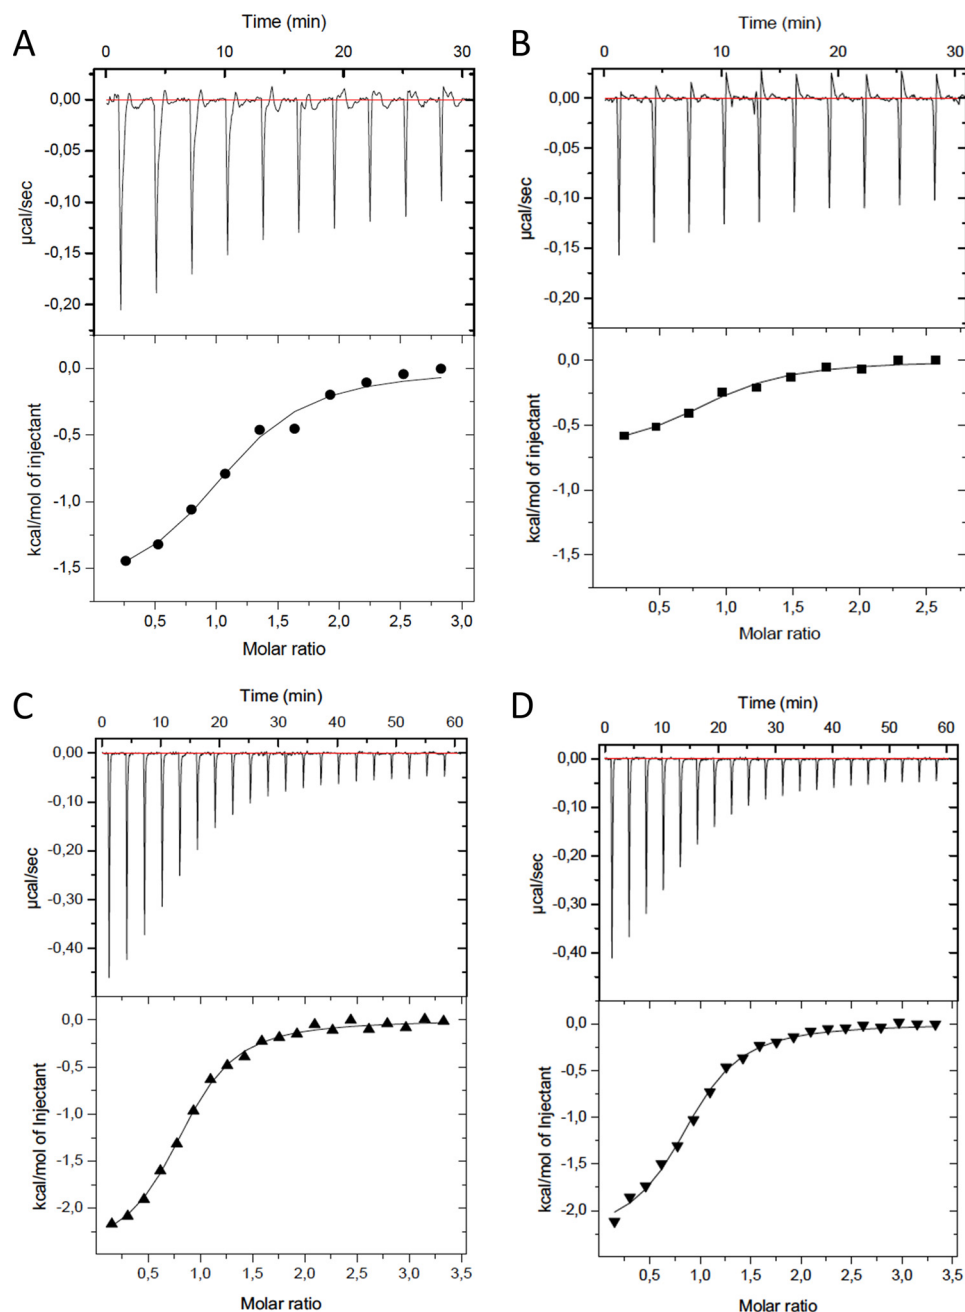 A
Time (min)
0 10 20 30
0,00
-0,05
-0,10
-0,15
-0,20
µcal/sec
0,0
-0,5
-1,0
-1,5
kcal/mol of injectant
0,5 1,0 1,5 2,0 2,5 3,0
Molar ratio
B
Time (min)
0 10 20 30
0,00
-0,05
-0,10
-0,15
-0,20
µcal/sec
0,0
-0,5
-1,0
-1,5
kcal/mol of injectant
0,5 1,0 1,5 2,0 2,5
Molar ratio
C
Time (min)
0 10 20 30 40 50 60
0,00
-0,10
-0,20
-0,30
-0,40
µcal/sec
0,0
-0,5
-1,0
-1,5
-2,0
kcal/mol of Injectant
0,5 1,0 1,5 2,0 2,5 3,0 3,5
Molar ratio
D
Time (min)
0 10 20 30 40 50 60
0,00
-0,10
-0,20
-0,30
-0,40
µcal/sec
0,0
-0,5
-1,0
-1,5
-2,0
kcal/mol of Injectant
0,5 1,0 1,5 2,0 2,5 3,0 3,5
Molar ratio